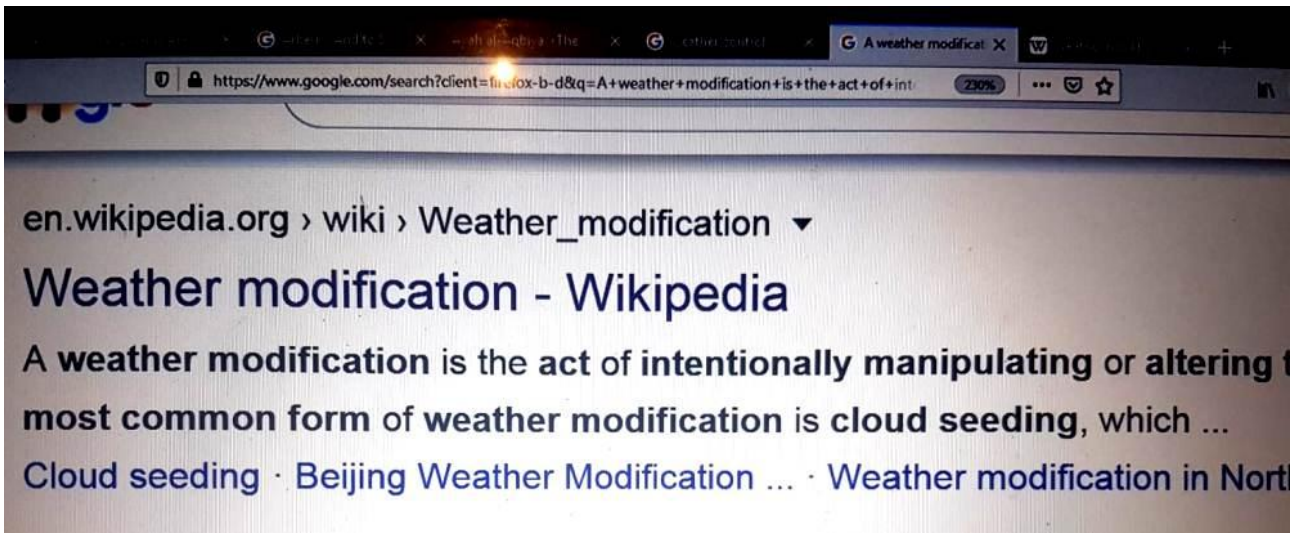 A weather modificat
https://www.google.com/search?client=firefox-b-d&q=A+weather+modification+is+the+act+of+int
230%
en.wikipedia.org › wiki › Weather_modification
Weather modification - Wikipedia
A weather modification is the act of intentionally manipulating or altering t
most common form of weather modification is cloud seeding, which ...
Cloud seeding · Beijing Weather Modification ... · Weather modification in Nort